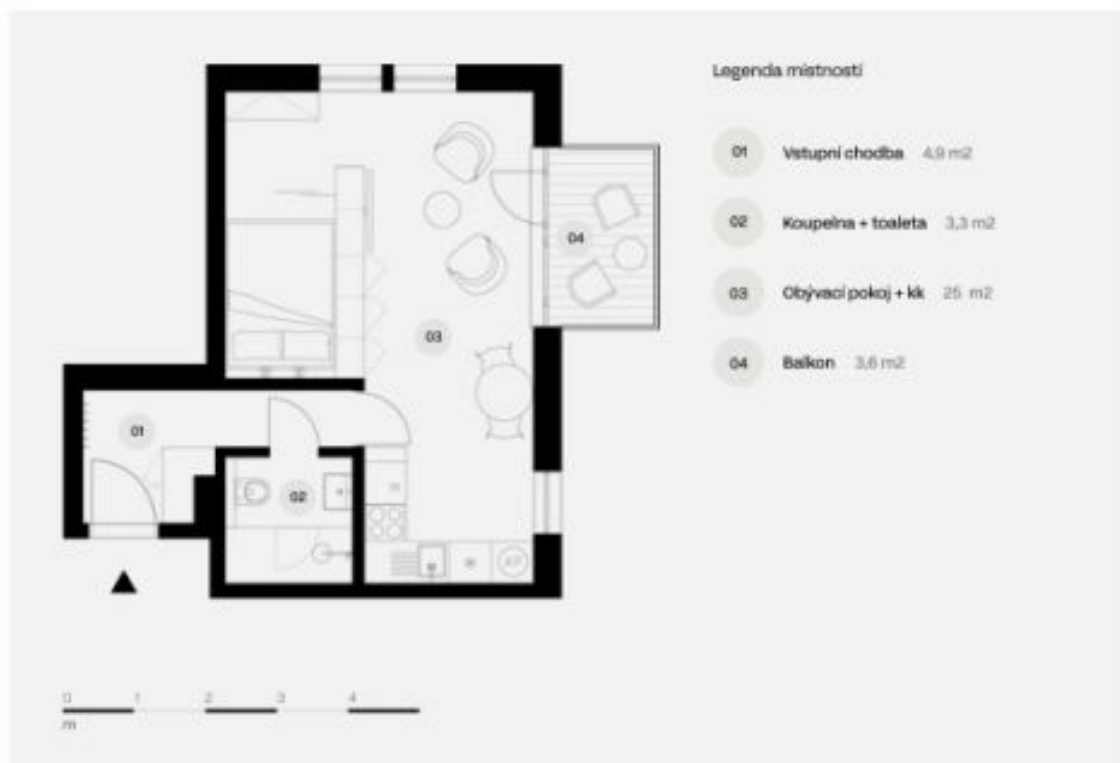 Legenda místností
01 Vstupní chodba 4,9 m2
02 Koupelna + toaleta 3,3 m2
03 Obývací pokoj + kk 25 m2
04 Balkon 3,6 m2
04
03
01
02
0 1 2 3 4
m